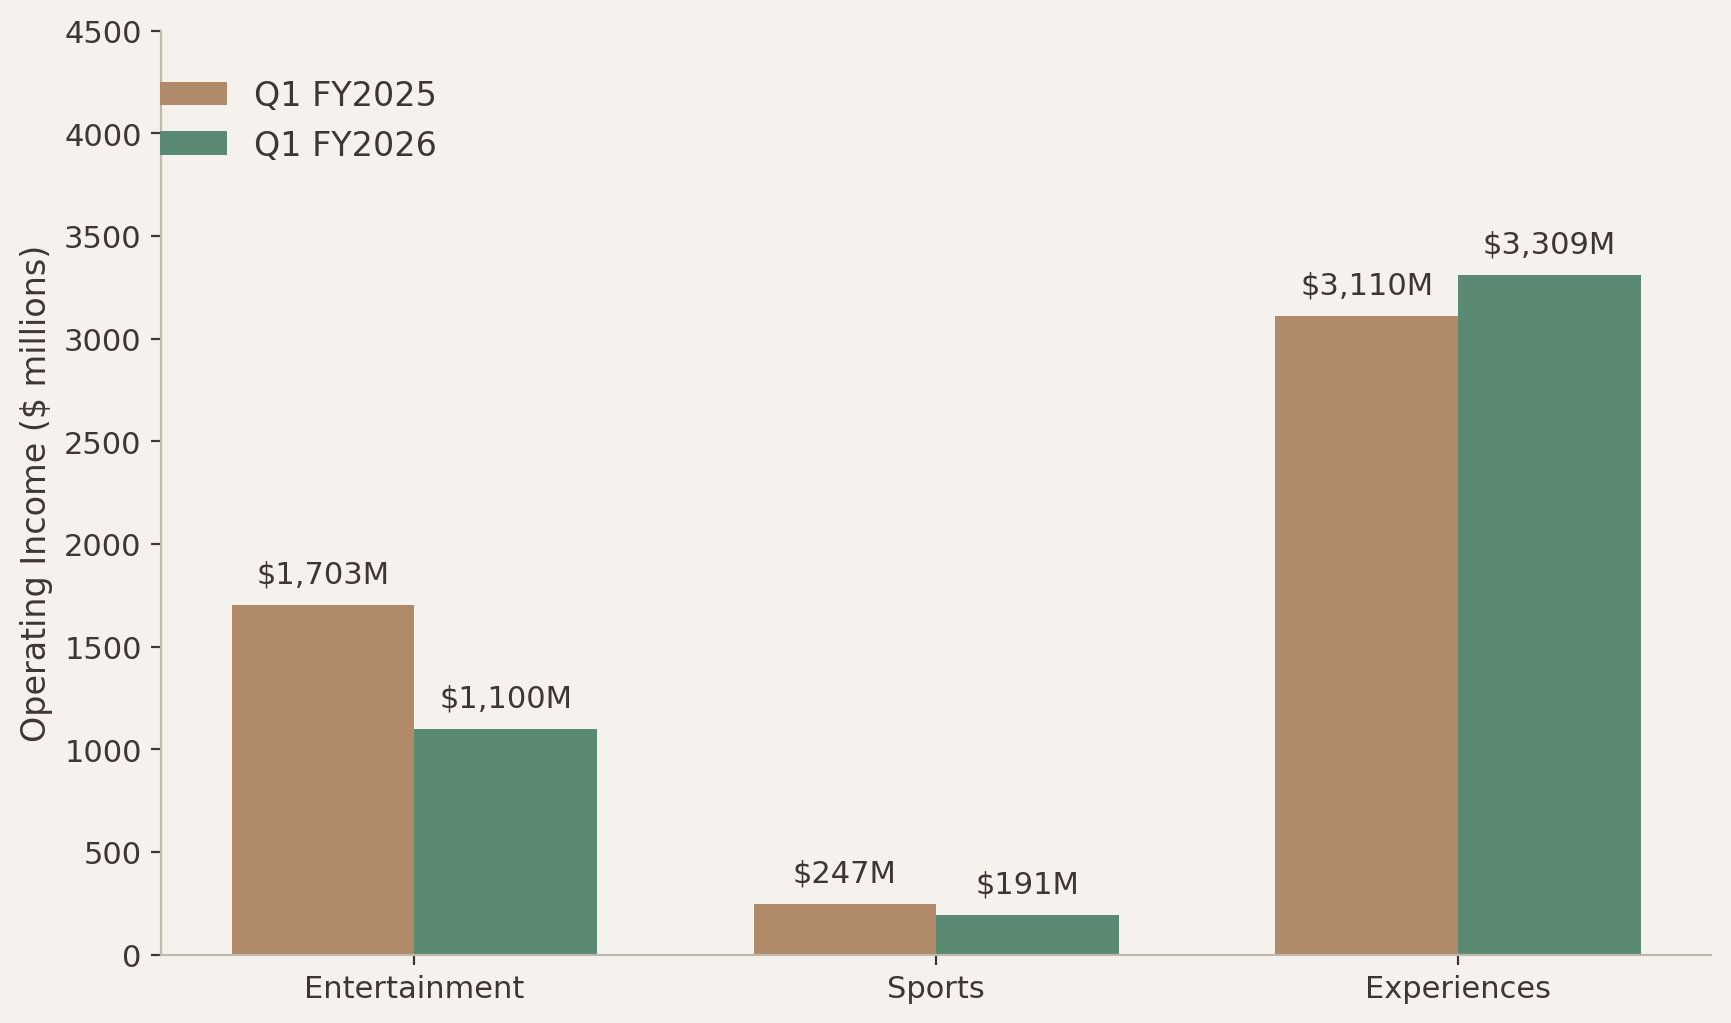 Operating Income ($ millions)
4500
4000
3500
3000
2500
2000
1500
1000
500
0
Q1 FY2025
Q1 FY2026
$1,703M
$1,100M
$247M
$191M
$3,110M
$3,309M
Entertainment
Sports
Experiences